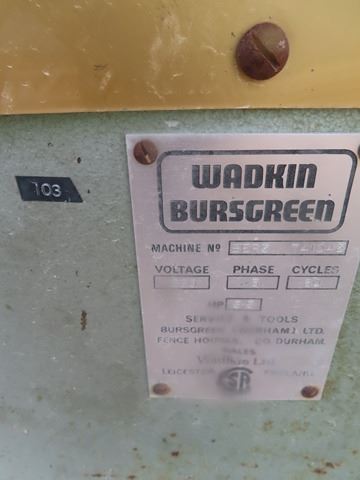 103
WADKIN
BURSGREEN
MACHINE Nº
VOLTAGE PHASE CYCLES
HP
SERVICE & TOOLS
BURSGREEN (DURHAM) LTD.
FENCE HOUSES, CO DURHAM.
SALES
Wadkin Ltd
LEICESTER